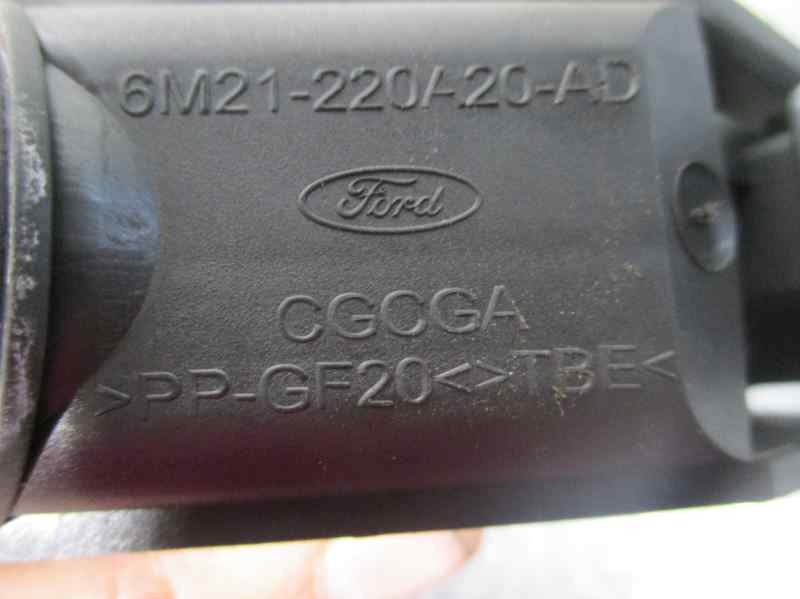 6M21-220A20-AD
Ford
CGCGA
>PP-GF20<>TBE<